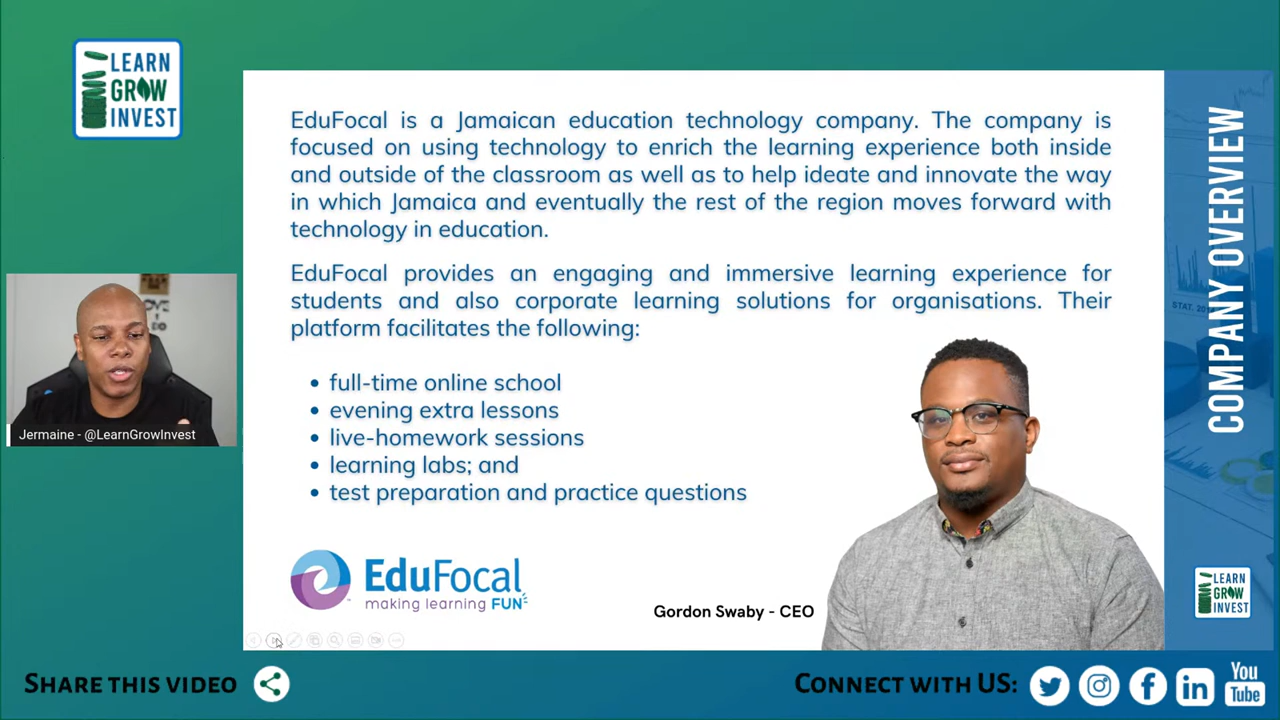 LEARN
GROW
INVEST
EduFocal is a Jamaican education technology company. The company is
focused on using technology to enrich the learning experience both inside
and outside of the classroom as well as to help ideate and innovate the way
in which Jamaica and eventually the rest of the region moves forward with
technology in education.
EduFocal provides an engaging and immersive learning experience for
students and also corporate learning solutions for organisations. Their
platform facilitates the following:
• full-time online school
• evening extra lessons
• live-homework sessions
• learning labs; and
• test preparation and practice questions
EduFocal
making learning FUN
Gordon Swaby - CEO
Jermaine - @LearnGrowInvest
COMPANY OVERVIEW
LEARN
GROW
INVEST
SHARE THIS VIDEO
CONNECT WITH US:
You
Tube